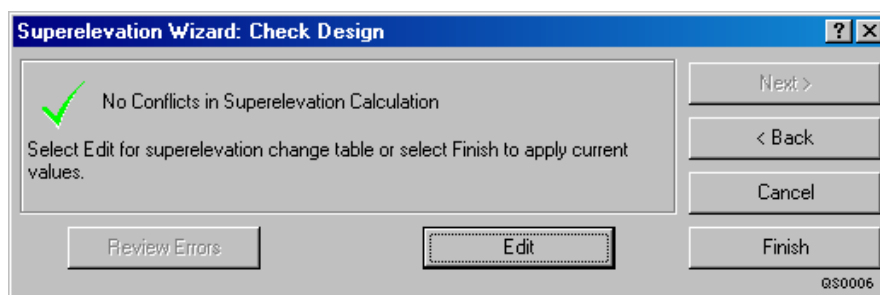 Superelevation Wizard: Check Design
No Conflicts in Superelevation Calculation
Select Edit for superelevation change table or select Finish to apply current
values.
Next >
< Back
Cancel
Review Errors
Edit
Finish
QS0006